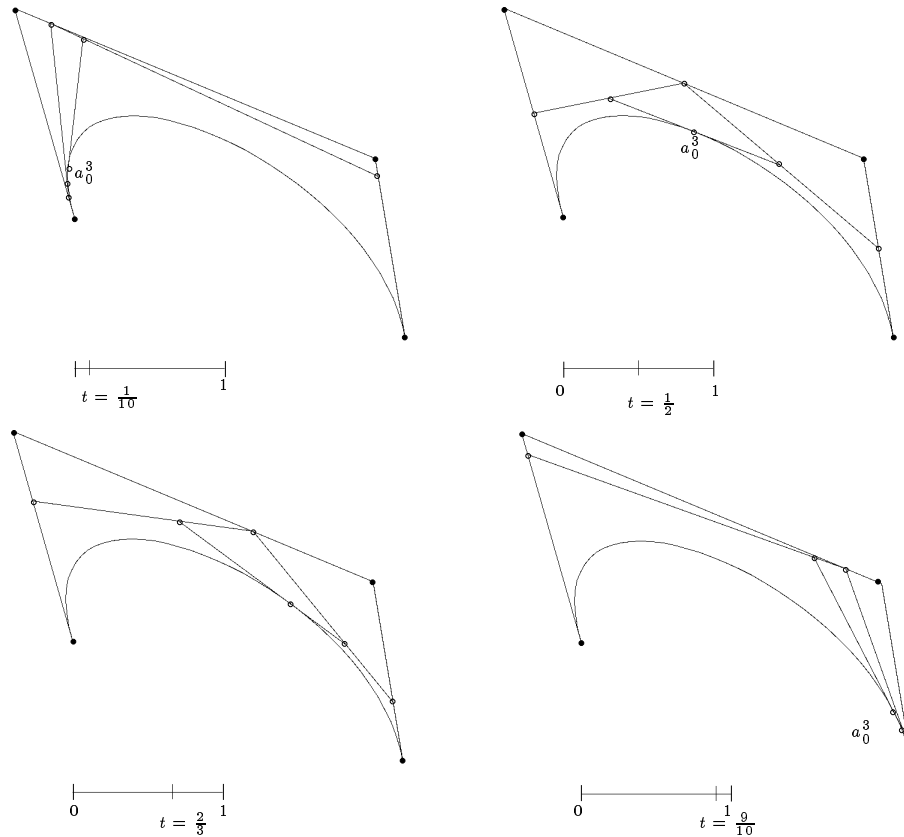 a_0^3
1
t = 1/10
a_0^3
0 1
t = 1/2
0 1
t = 2/3
a_0^3
0 1
t = 9/10